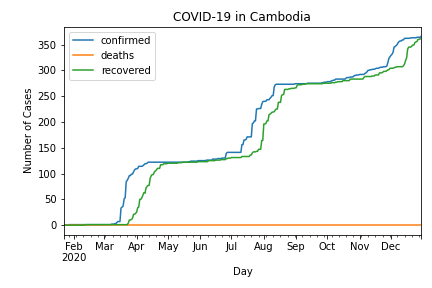 COVID-19 in Cambodia
confirmed
deaths
recovered
Number of Cases
350
300
250
200
150
100
50
0
Feb Mar Apr May Jun Jul Aug Sep Oct Nov Dec
2020
Day